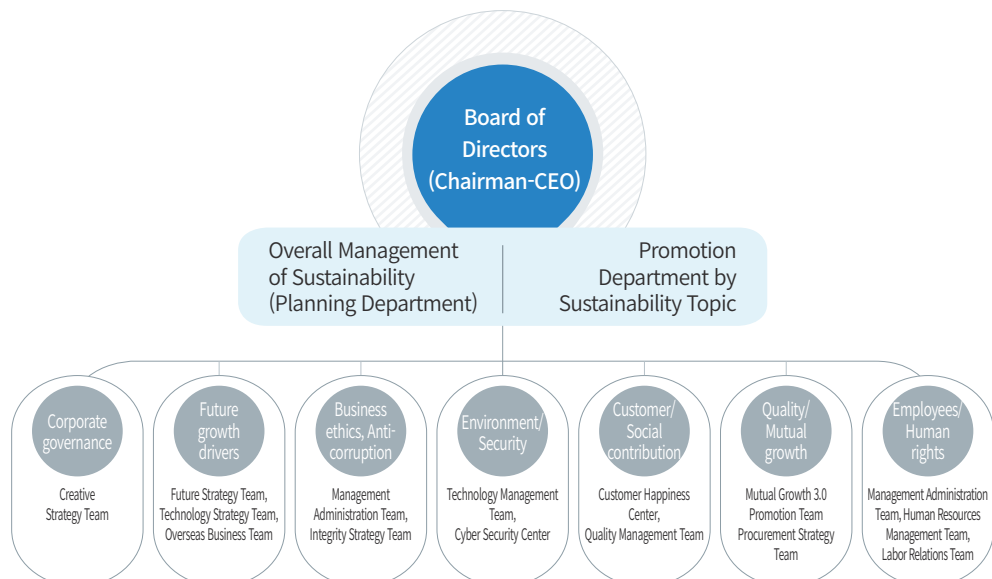 Board of
Directors
(Chairman-CEO)
Overall Management
of Sustainability
(Planning Department)
Promotion
Department by
Sustainability Topic
Corporate
governance
Creative
Strategy Team
Future
growth
drivers
Future Strategy Team,
Technology Strategy Team,
Overseas Business Team
Business
ethics, Anti-
corruption
Management
Administration Team,
Integrity Strategy Team
Environment/
Security
Technology Management
Team,
Cyber Security Center
Customer/
Social
contribution
Customer Happiness
Center,
Quality Management Team
Quality/
Mutual
growth
Mutual Growth 3.0
Promotion Team
Procurement Strategy
Team
Employees/
Human
rights
Management Administration
Team, Human Resources
Management Team,
Labor Relations Team